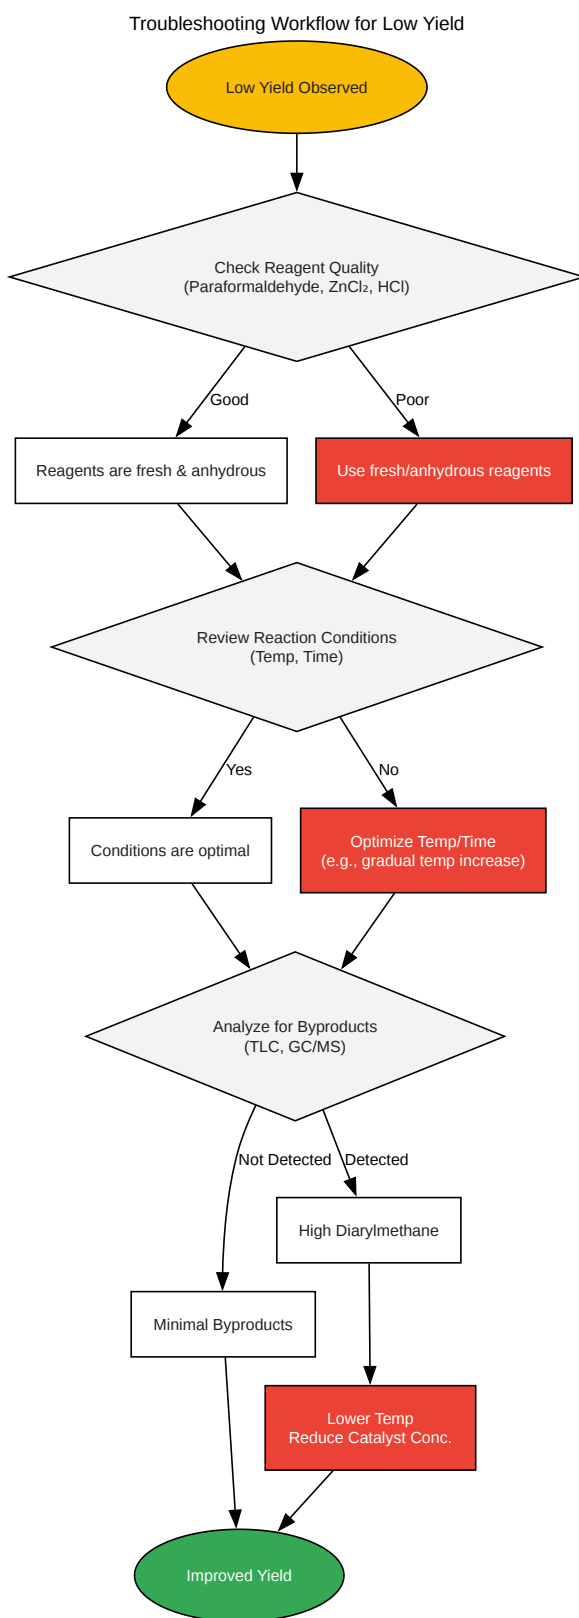 Troubleshooting Workflow for Low Yield
Low Yield Observed
Check Reagent Quality
(Paraformaldehyde, ZnCl₂, HCl)
Good
Poor
Reagents are fresh & anhydrous
Use fresh/anhydrous reagents
Review Reaction Conditions
(Temp, Time)
Yes
No
Conditions are optimal
Optimize Temp/Time
(e.g., gradual temp increase)
Analyze for Byproducts
(TLC, GC/MS)
Not Detected
Detected
High Diarylmethane
Minimal Byproducts
Lower Temp
Reduce Catalyst Conc.
Improved Yield